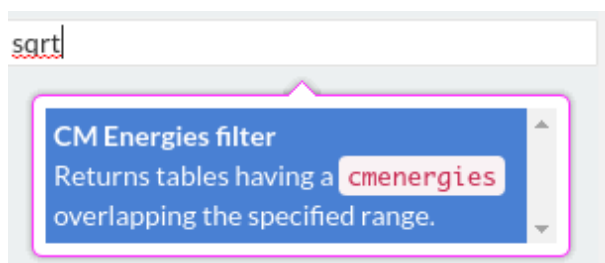 sqrt
CM Energies filter
Returns tables having a cmenergies
overlapping the specified range.